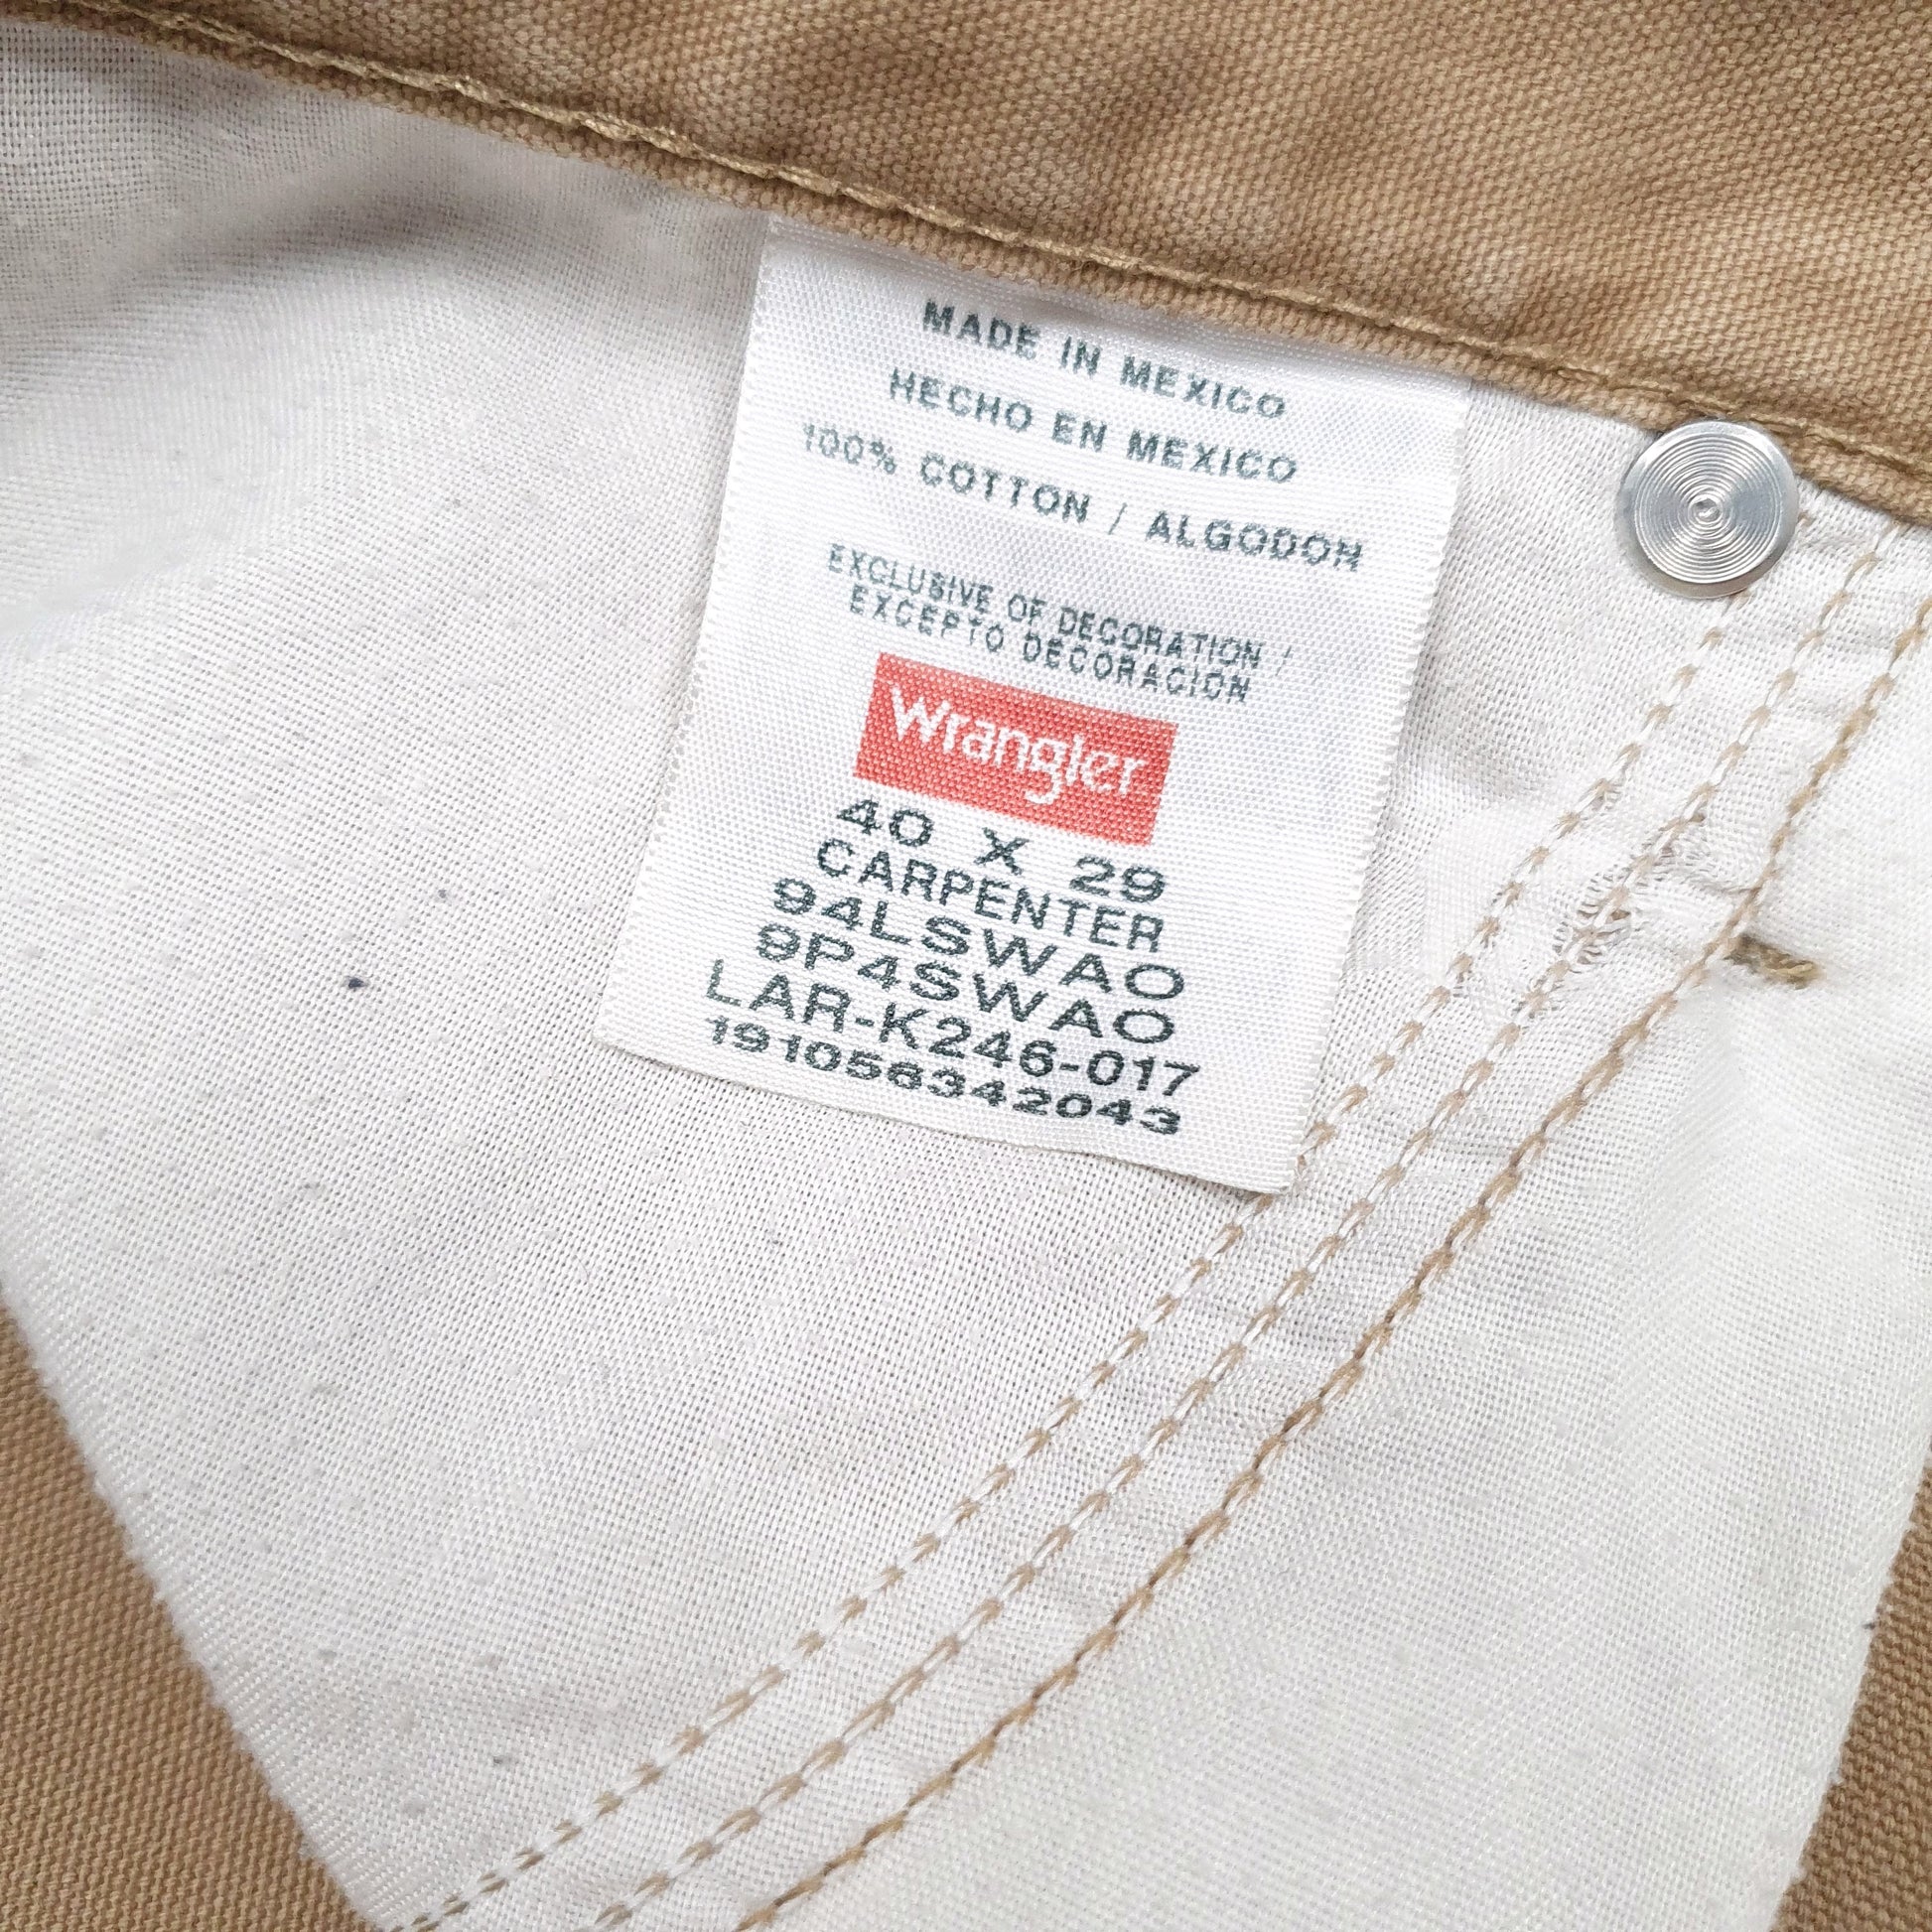 MADE IN MEXICO
HECHO EN MEXICO
100% COTTON / ALGODON
EXCLUSIVE OF DECORATION /
EXCEPTO DECORACION
Wrangler
40 X 29
CARPENTER
94LSWAO
9P4SWAO
LAR-K246-017
191056342043